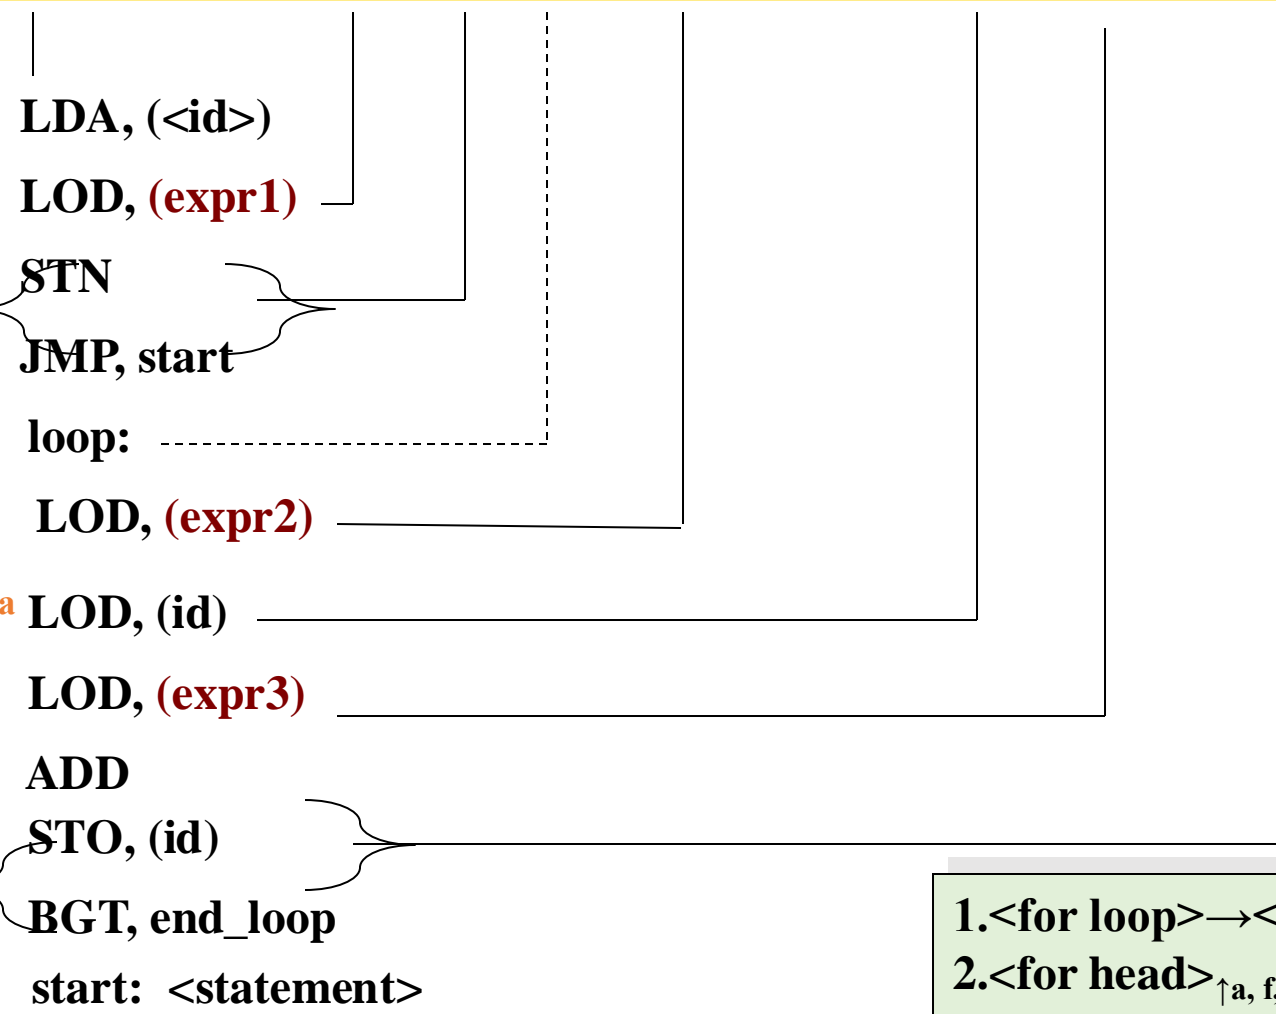 LDA, (<id>)
LOD, (expr1)
STN
JMP, start
loop:
LOD, (expr2)
a LOD, (id)
LOD, (expr3)
ADD
STO, (id)
BGT, end_loop
start: <statement>
1.<for loop>→<
2.<for head>↑a, f,